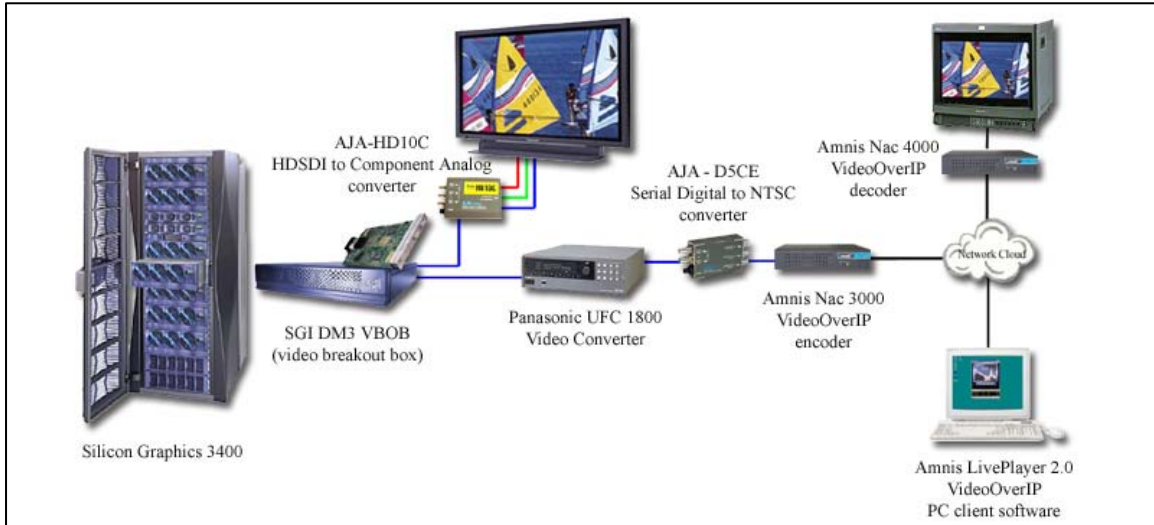 AJA-HD10C
HDSDI to Component Analog
converter
AJA - D5CE
Serial Digital to NTSC
converter
Amnis Nac 4000
VideoOverIP
decoder
Network Cloud
SGI DM3 VBOB
(video breakout box)
Panasonic UFC 1800
Video Converter
Amnis Nac 3000
VideoOverIP
encoder
Silicon Graphics 3400
Amnis LivePlayer 2.0
VideoOverIP
PC client software